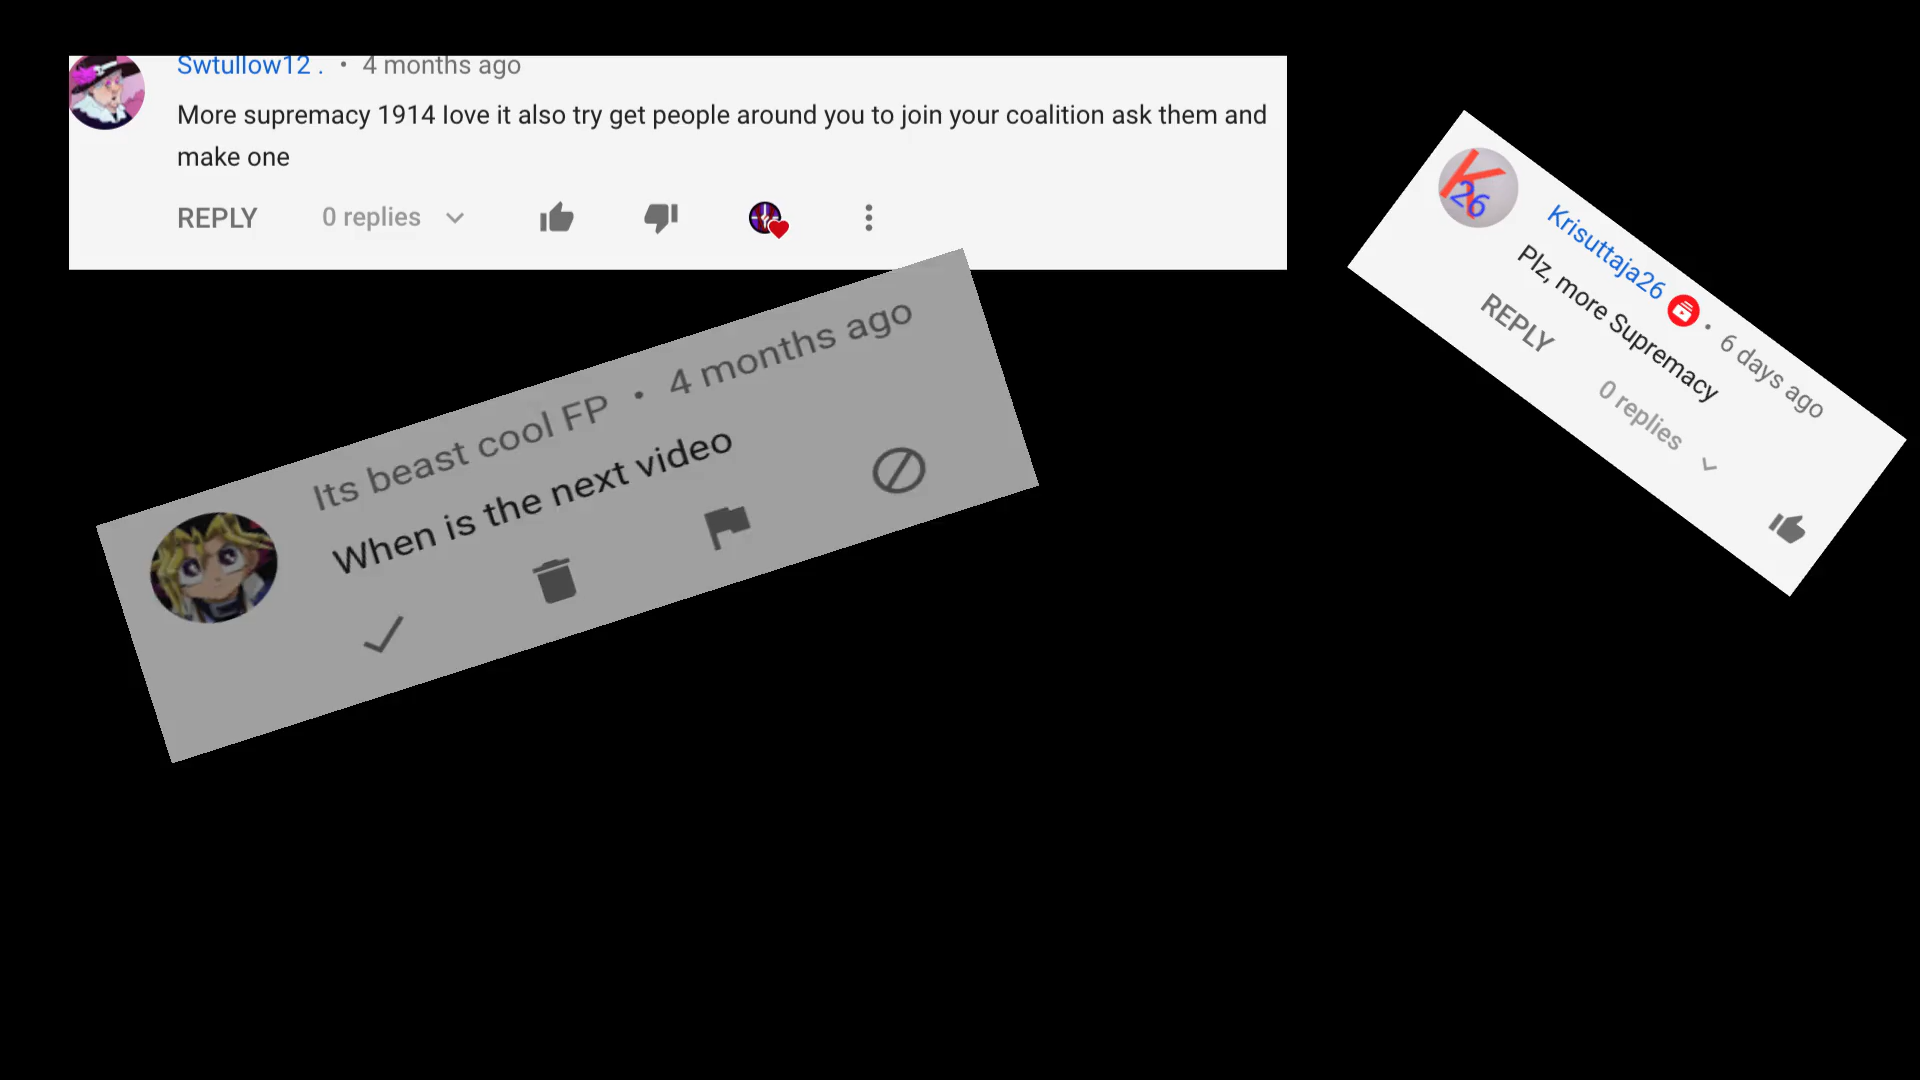 Swtullow12 . • 4 months ago
More supremacy 1914 love it also try get people around you to join your coalition ask them and
make one
REPLY 0 replies
Its beast cool FP • 4 months ago
When is the next video
K
26
Krisuttaja26 • 6 days ago
Plz, more Supremacy
REPLY 0 replies